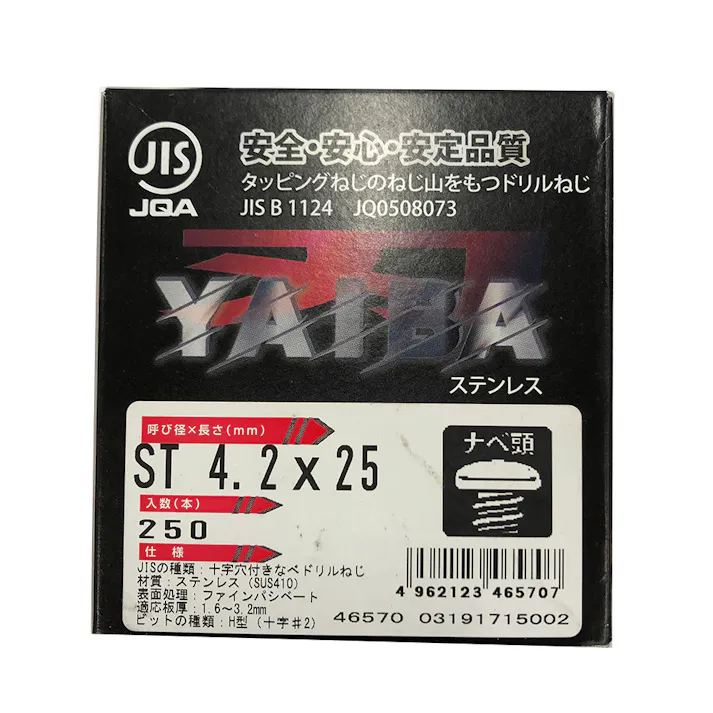 JIS
JQA
安全・安心・安定品質
タッピングねじのねじ山をもつドリルねじ
JIS B 1124 JQ0508073
YAIBA
ステンレス
呼び径×長さ(mm)
ST 4.2×25
入数(本)
250
仕様
ナベ頭
JISの種類:十字穴付きなべドリルねじ
材質:ステンレス(SUS410)
表面処理:ファインパシペート
適応板厚:1.6~3.2mm
ビットの種類:H型(十字#2)
4 962123 465707
46570 03191715002